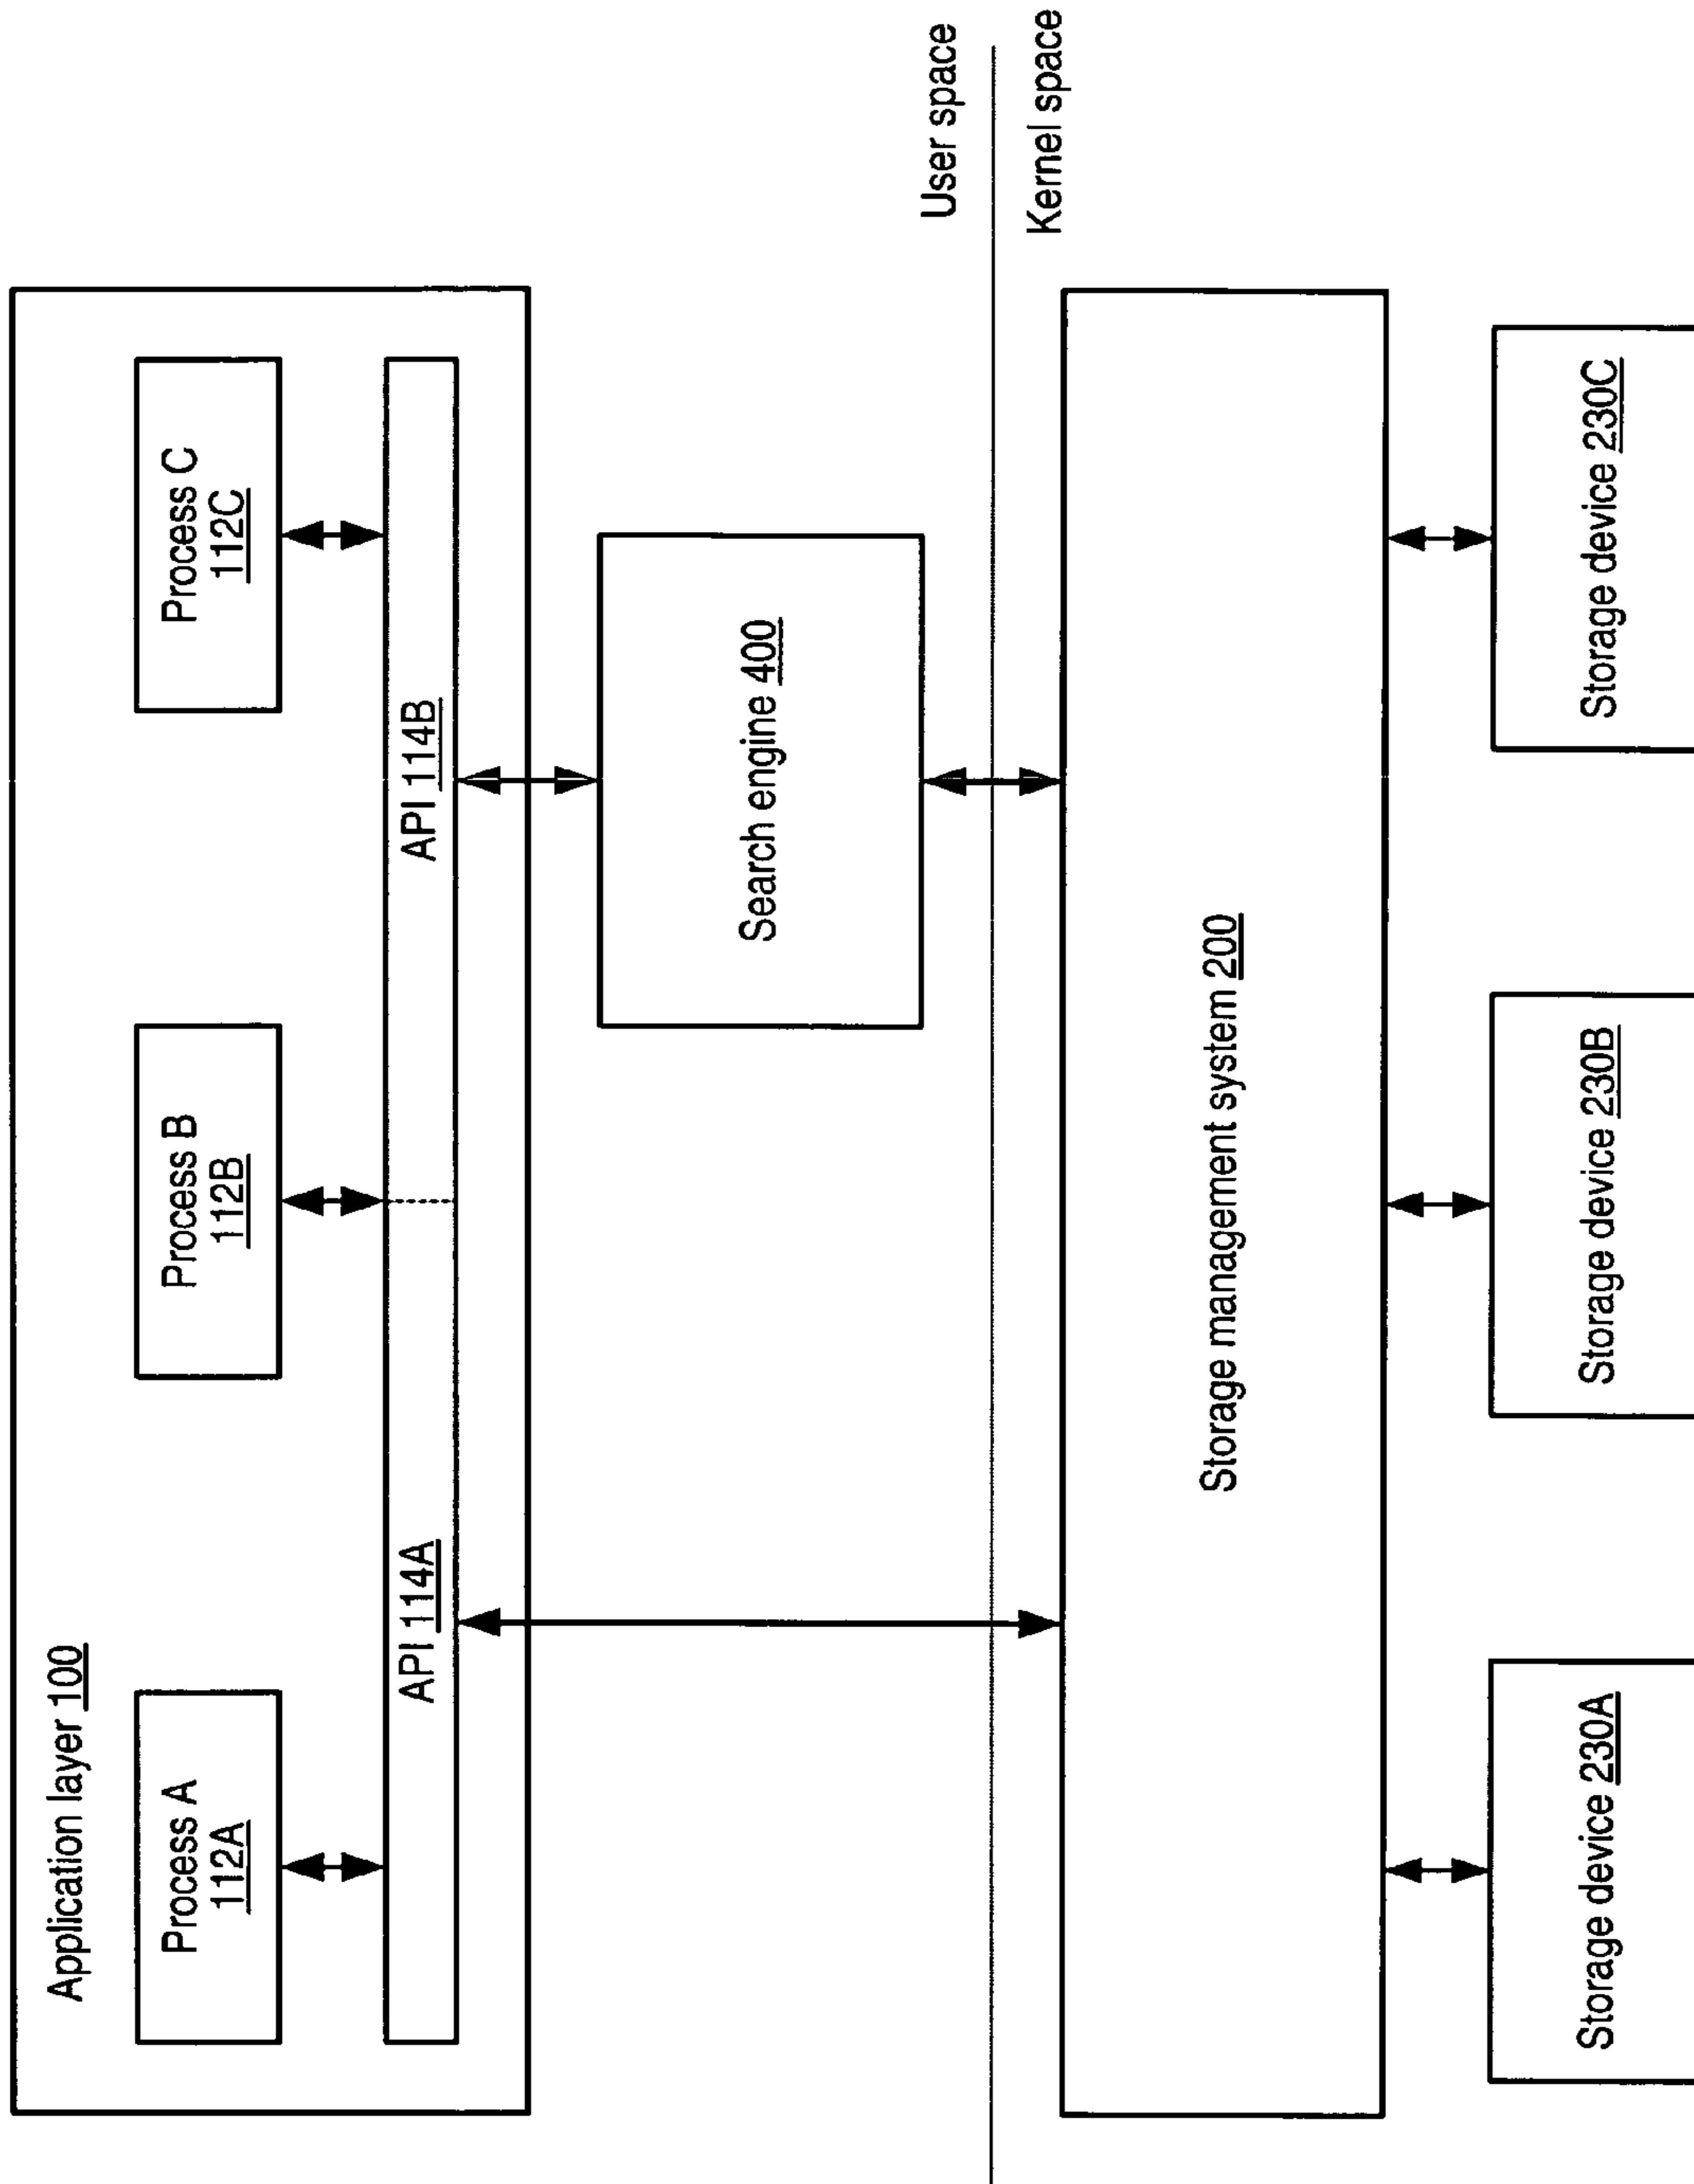 Application layer 100
Process A
112A
Process B
112B
Process C
112C
API 114A
API 114B
Search engine 400
User space
Kernel space
Storage management system 200
Storage device 230A
Storage device 230B
Storage device 230C